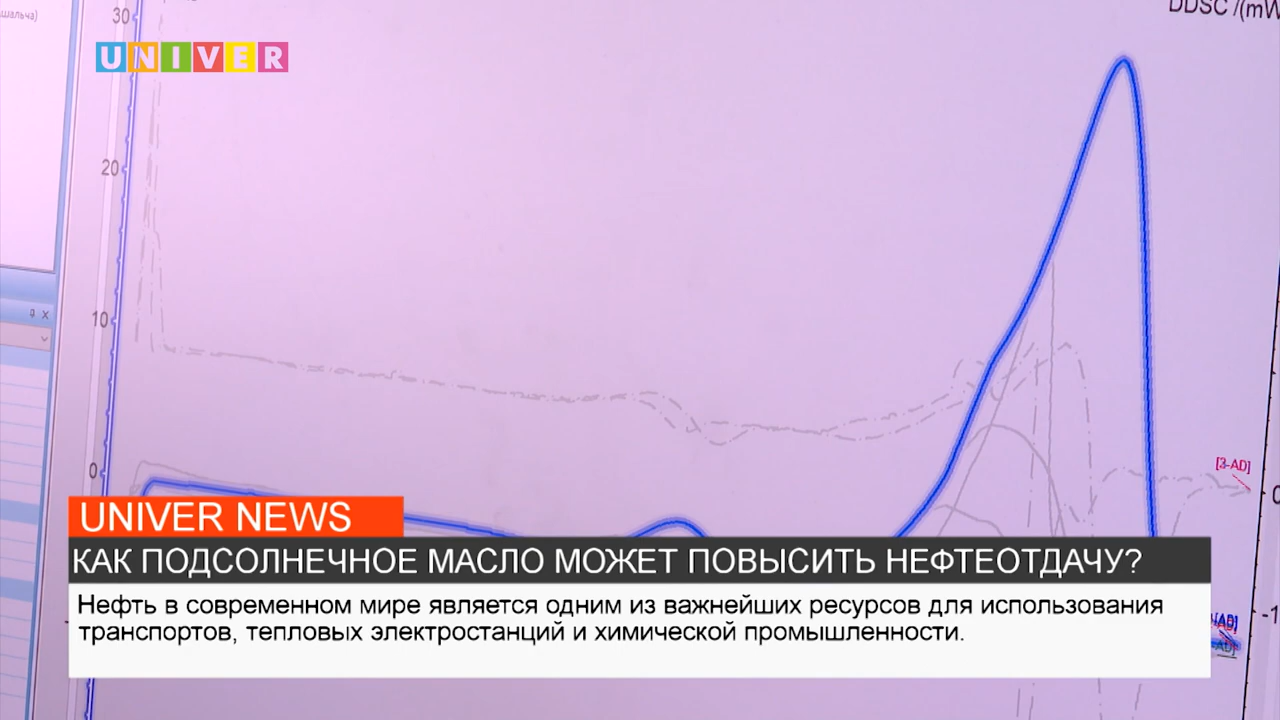 30
DDSC /(mW
UNIVER
20
10
0
[3-AD]
UNIVER NEWS
КАК ПОДСОЛНЕЧНОЕ МАСЛО МОЖЕТ ПОВЫСИТЬ НЕФТЕОТДАЧУ?
Нефть в современном мире является одним из важнейших ресурсов для использования
транспортов, тепловых электростанций и химической промышленности.